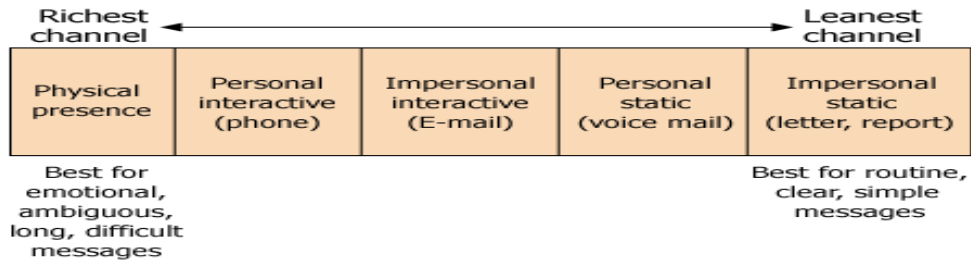 Richest
channel
Leanest
channel
Physical
presence
Personal
interactive
(phone)
Impersonal
interactive
(E-mail)
Personal
static
(voice mail)
Impersonal
static
(letter, report)
Best for
emotional,
ambiguous,
long, difficult
messages
Best for routine,
clear, simple
messages